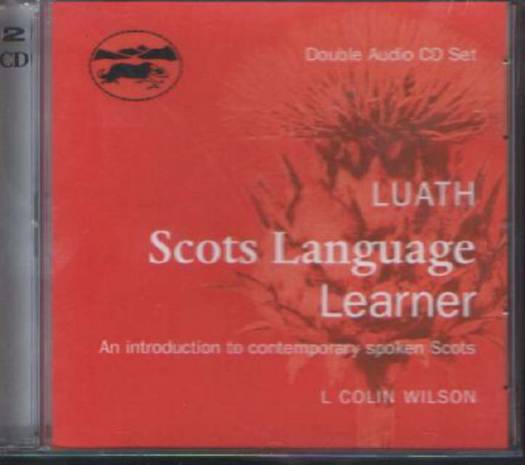 2
CD
Double Audio CD Set
LUATH
Scots Language
Learner
An introduction to contemporary spoken Scots
L COLIN WILSON